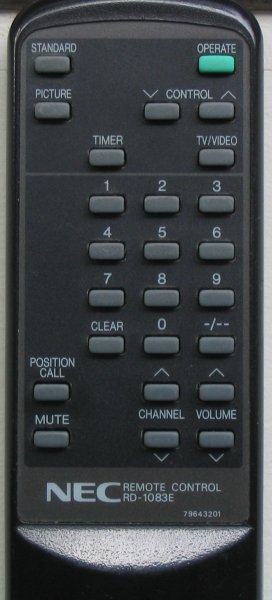 STANDARD OPERATE
PICTURE CONTROL
TIMER TV/VIDEO
1 2 3
4 5 6
7 8 9
CLEAR 0 -/--
POSITION
CALL
MUTE CHANNEL VOLUME
NEC REMOTE CONTROL
RD-1083E
79643201